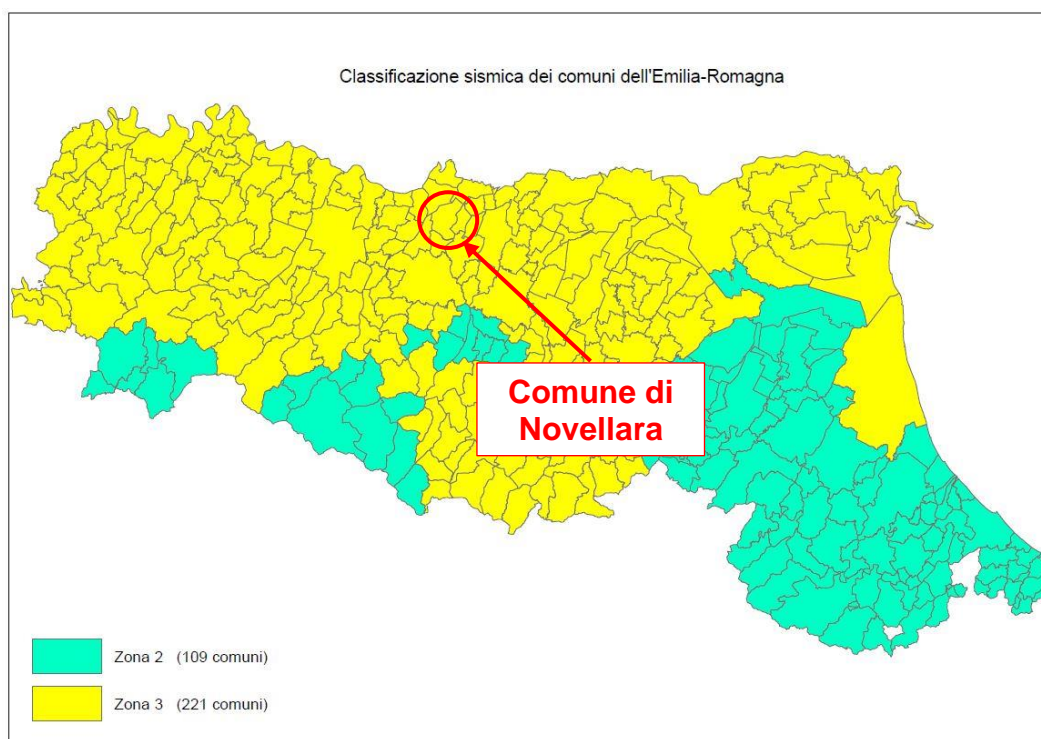 Classificazione sismica dei comuni dell'Emilia-Romagna
Comune di
Novellara
Zona 2 (109 comuni)
Zona 3 (221 comuni)